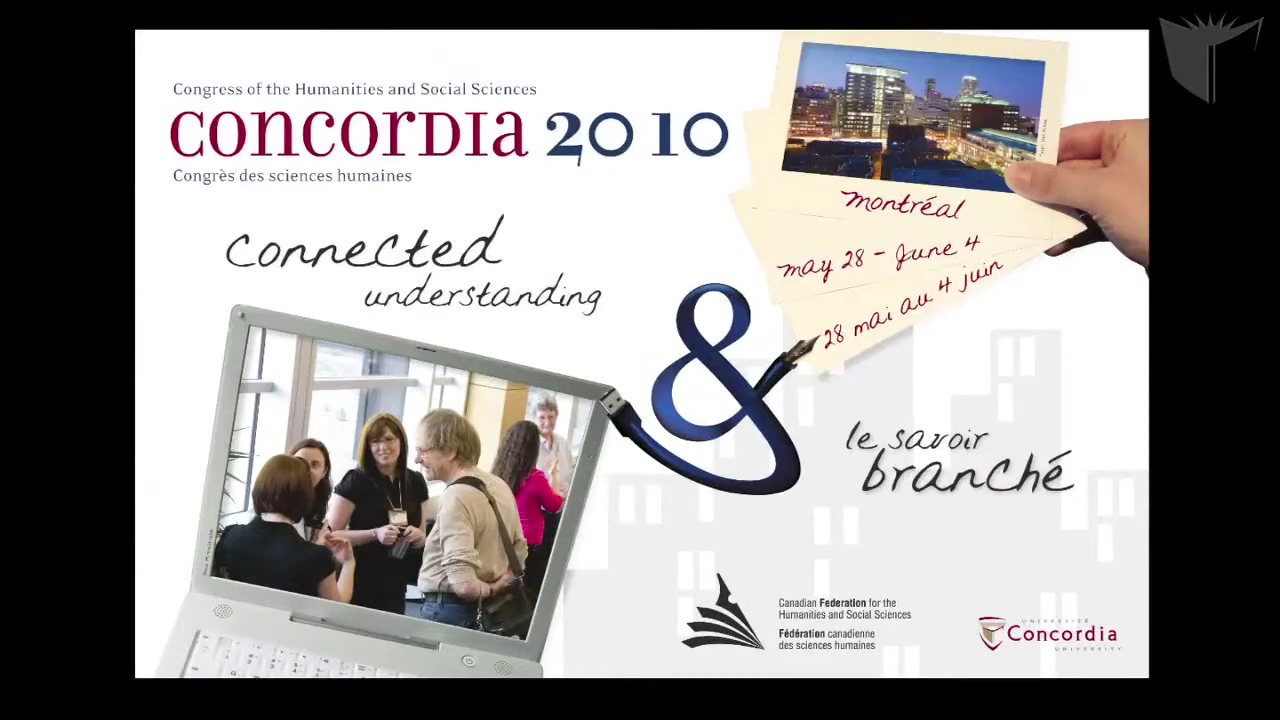 Congress of the Humanities and Social Sciences
concordia 2010
Congrès des sciences humaines
connected
understanding
&
montréal
may 28 - June 4
28 mai au 4 juin
le savoir
branché
Canadian Federation for the
Humanities and Social Sciences
Fédération canadienne
des sciences humaines
UNIVERSITÉ
Concordia
UNIVERSITY